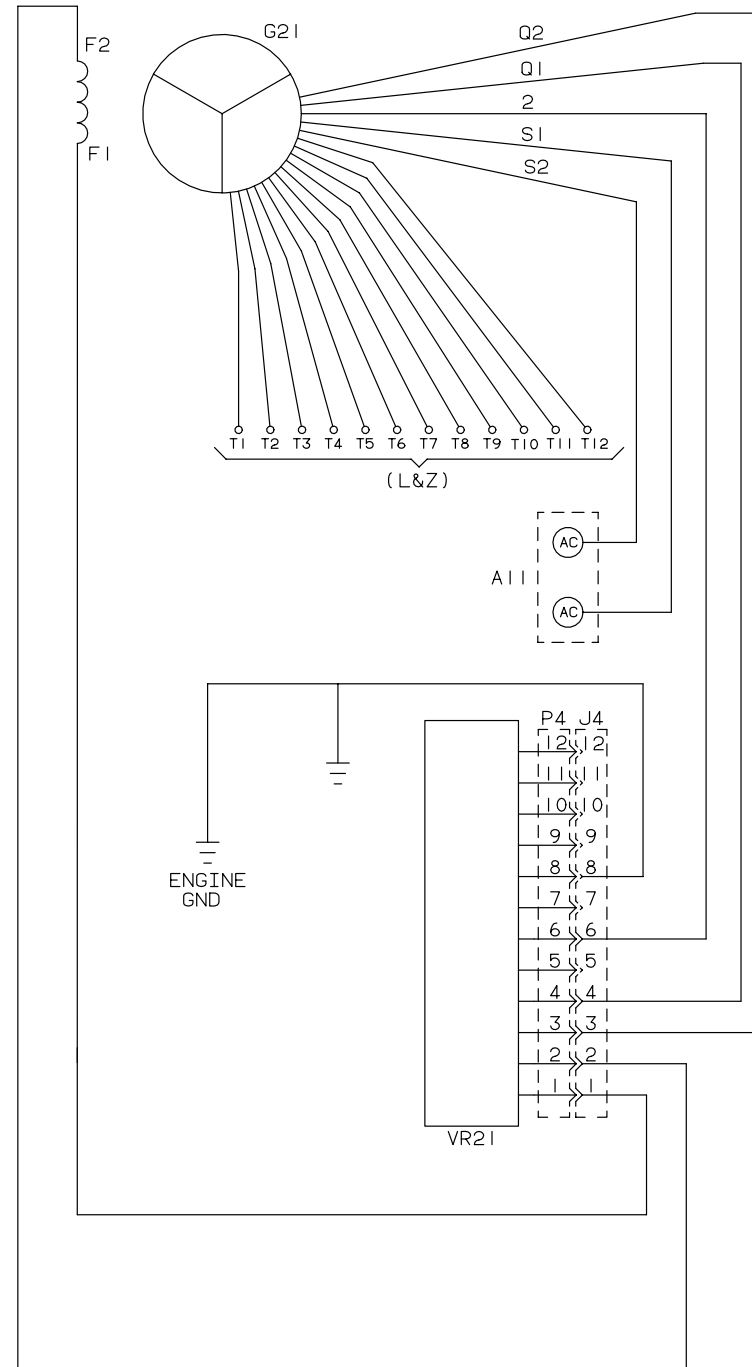 F2
G21
Q2
Q1
2
F1
S1
S2
T1 T2 T3 T4 T5 T6 T7 T8 T9 T10 T11 T12
(L&Z)
AC
A11
AC
P4 J4
12 12
11 11
10 10
9 9
8 8
ENGINE
GND
7 7
6 6
5 5
4 4
3 3
2 2
1 1
VR21